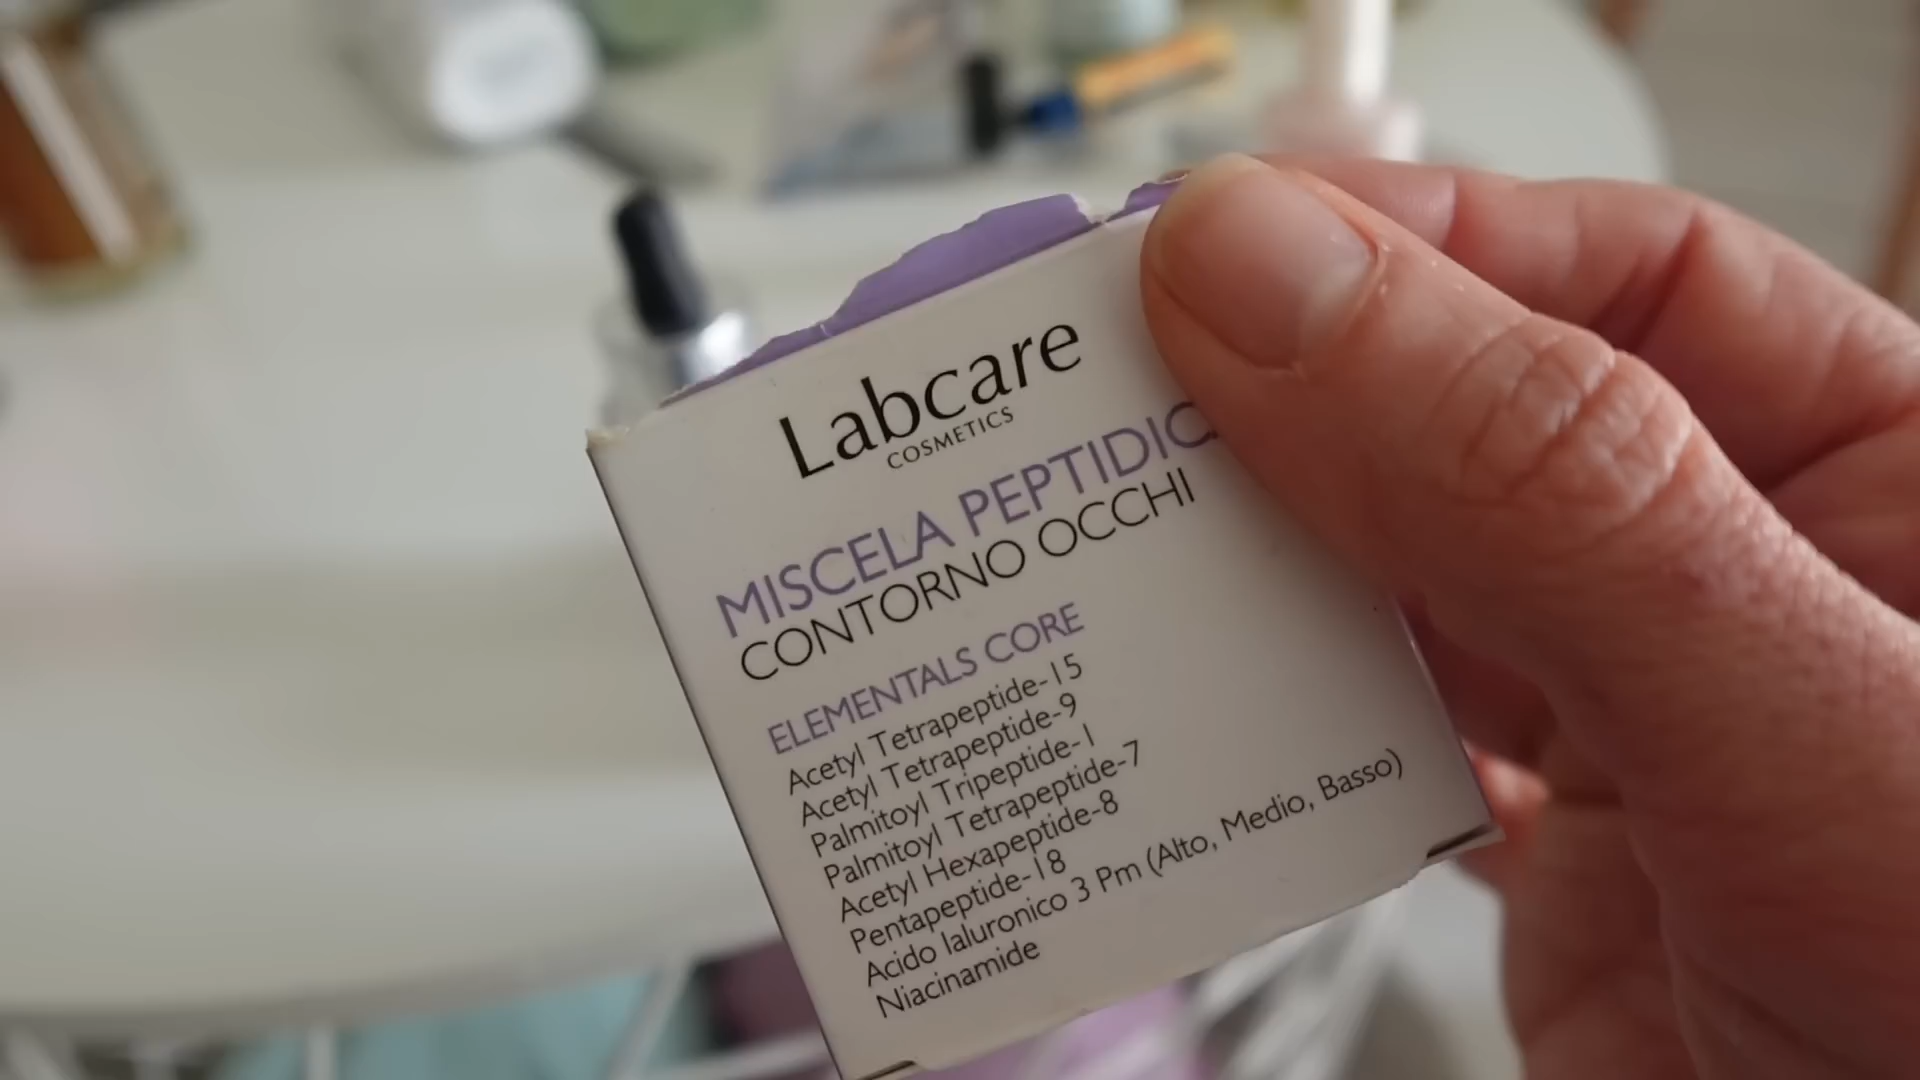 Labcare
COSMETICS
MISCELA PEPTIDIC
CONTORNO OCCHI
ELEMENTALS CORE
Acetyl Tetrapeptide-15
Acetyl Tetrapeptide-9
Palmitoyl Tripeptide-1
Palmitoyl Tetrapeptide-7
Acetyl Hexapeptide-8
Pentapeptide-18
Acido Ialuronico 3 Pm (Alto, Medio, Basso)
Niacinamide